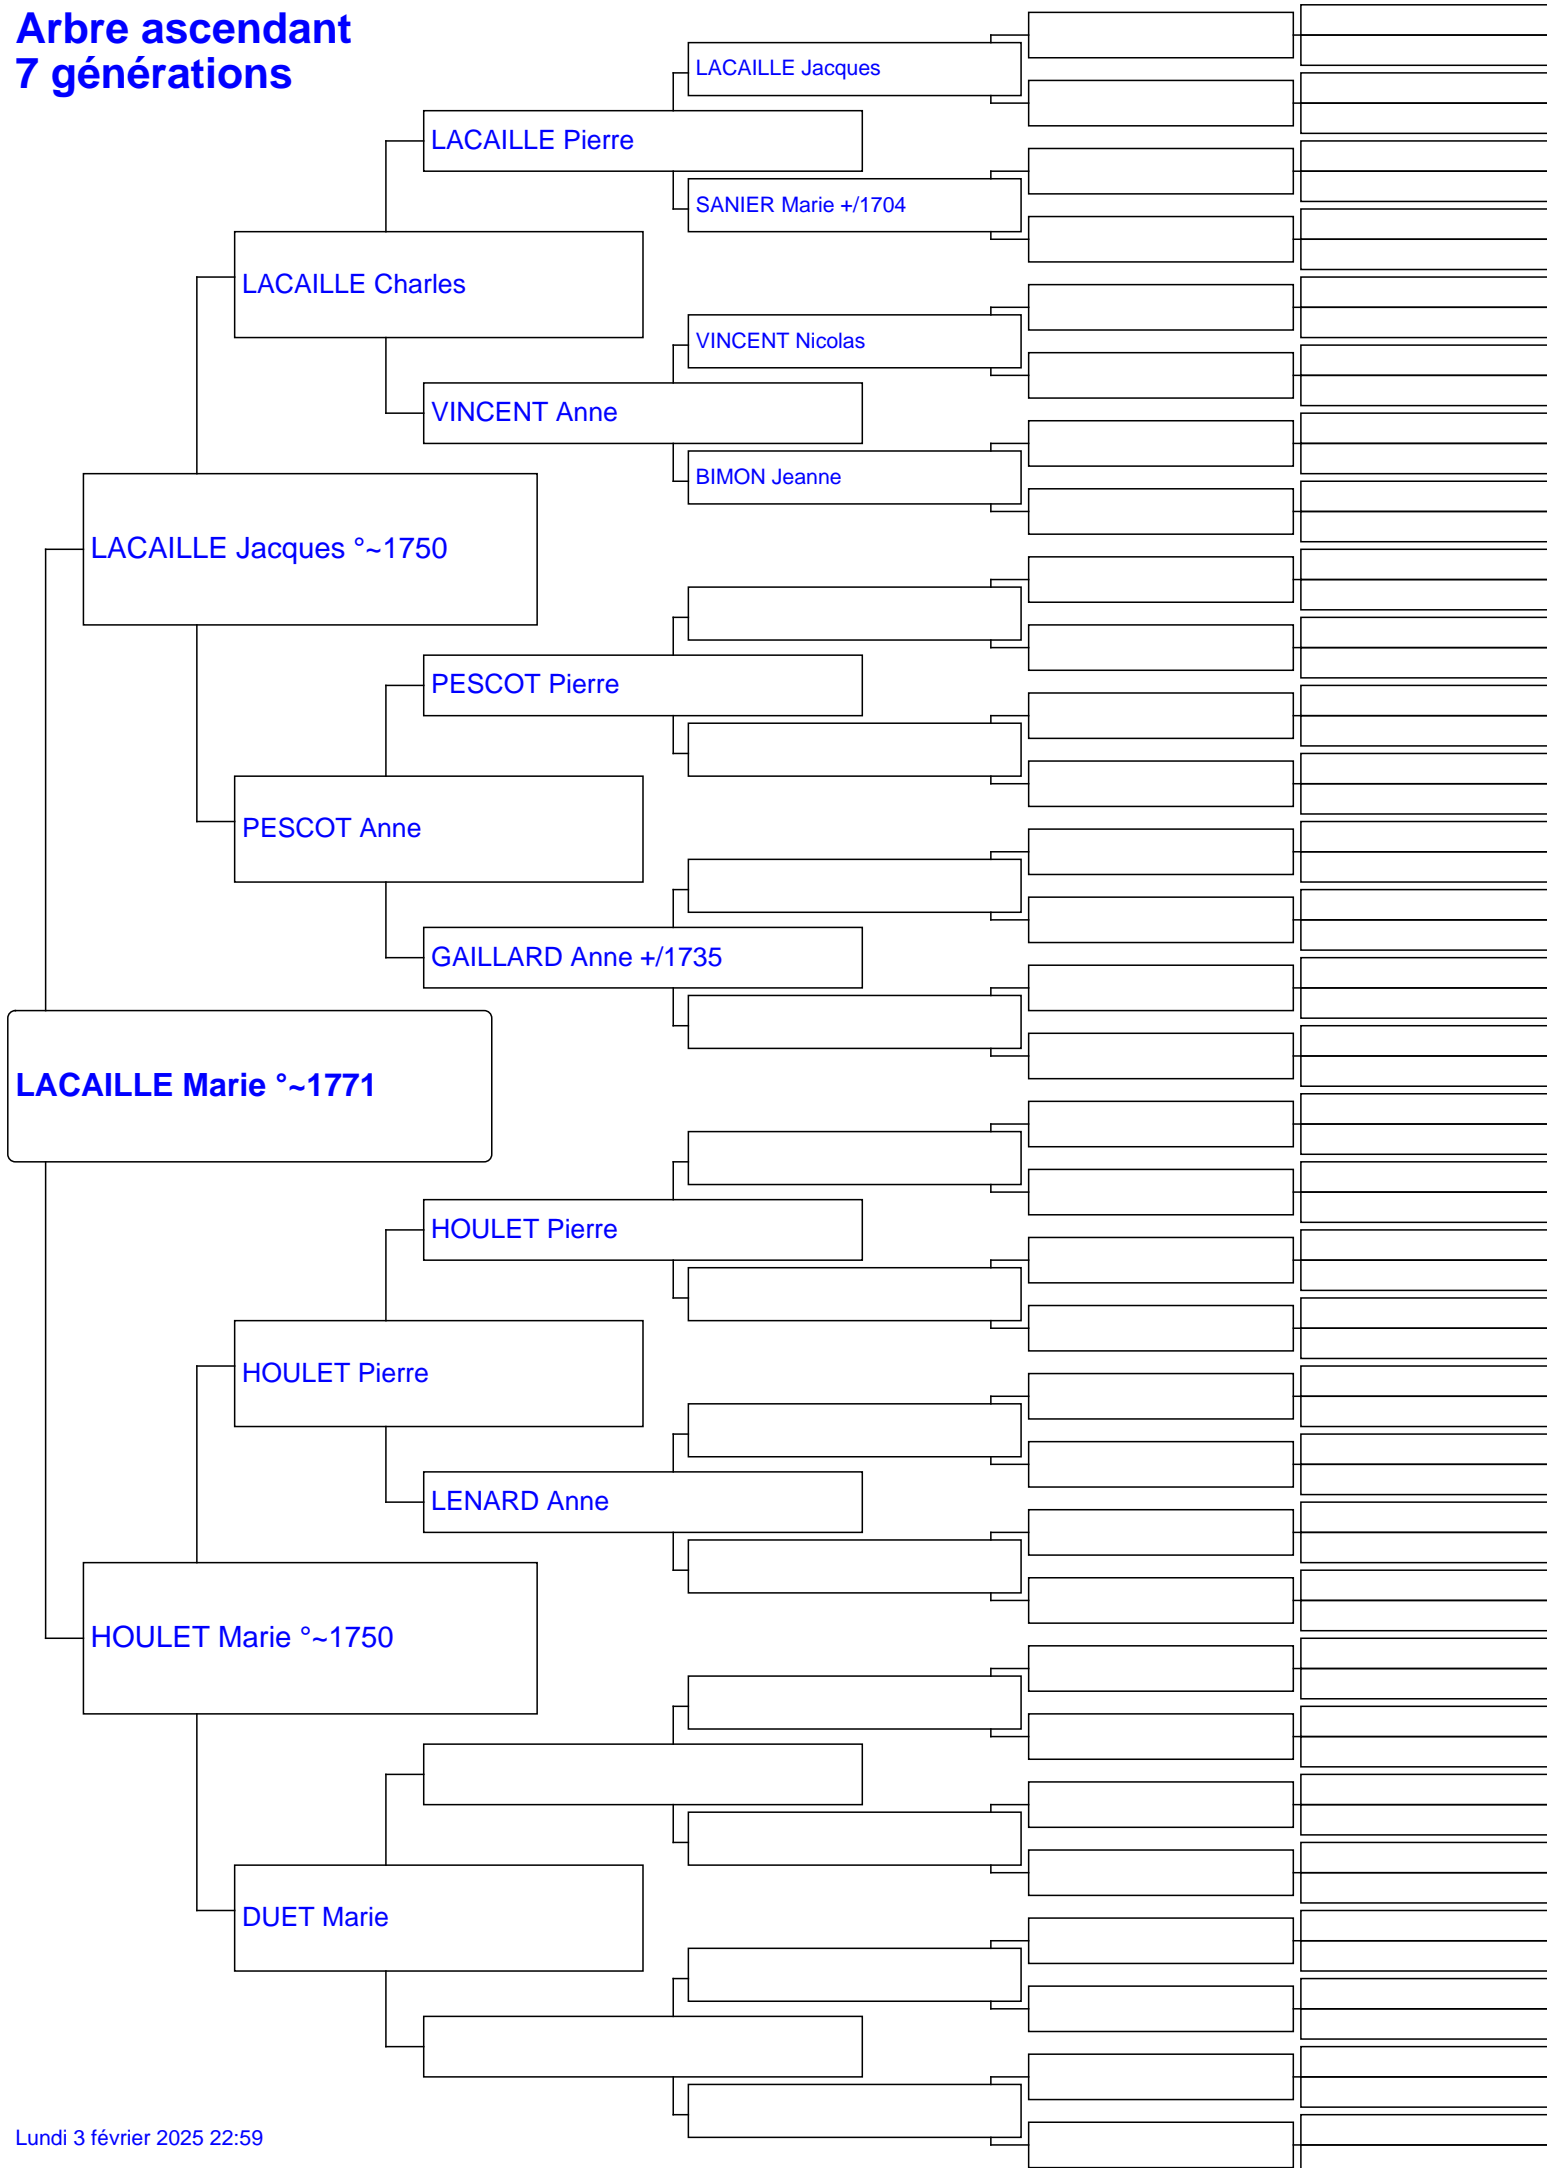 Arbre ascendant
7 générations
LACAILLE Jacques
LACAILLE Pierre
SANIER Marie +/1704
LACAILLE Charles
VINCENT Nicolas
VINCENT Anne
BIMON Jeanne
LACAILLE Jacques °~1750
PESCOT Pierre
PESCOT Anne
GAILLARD Anne +/1735
LACAILLE Marie °~1771
HOULET Pierre
HOULET Pierre
LENARD Anne
HOULET Marie °~1750
DUET Marie
Lundi 3 février 2025 22:59